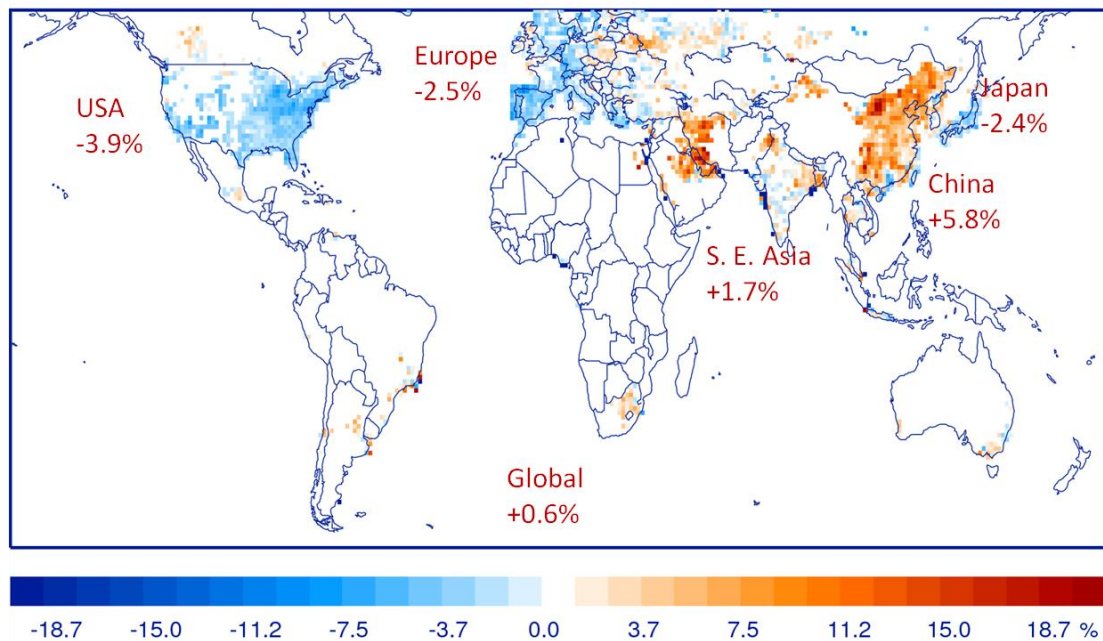 Europe
-2.5%
USA
-3.9%
Japan
-2.4%
China
+5.8%
S. E. Asia
+1.7%
Global
+0.6%
-18.7 -15.0 -11.2 -7.5 -3.7 0.0 3.7 7.5 11.2 15.0 18.7 %